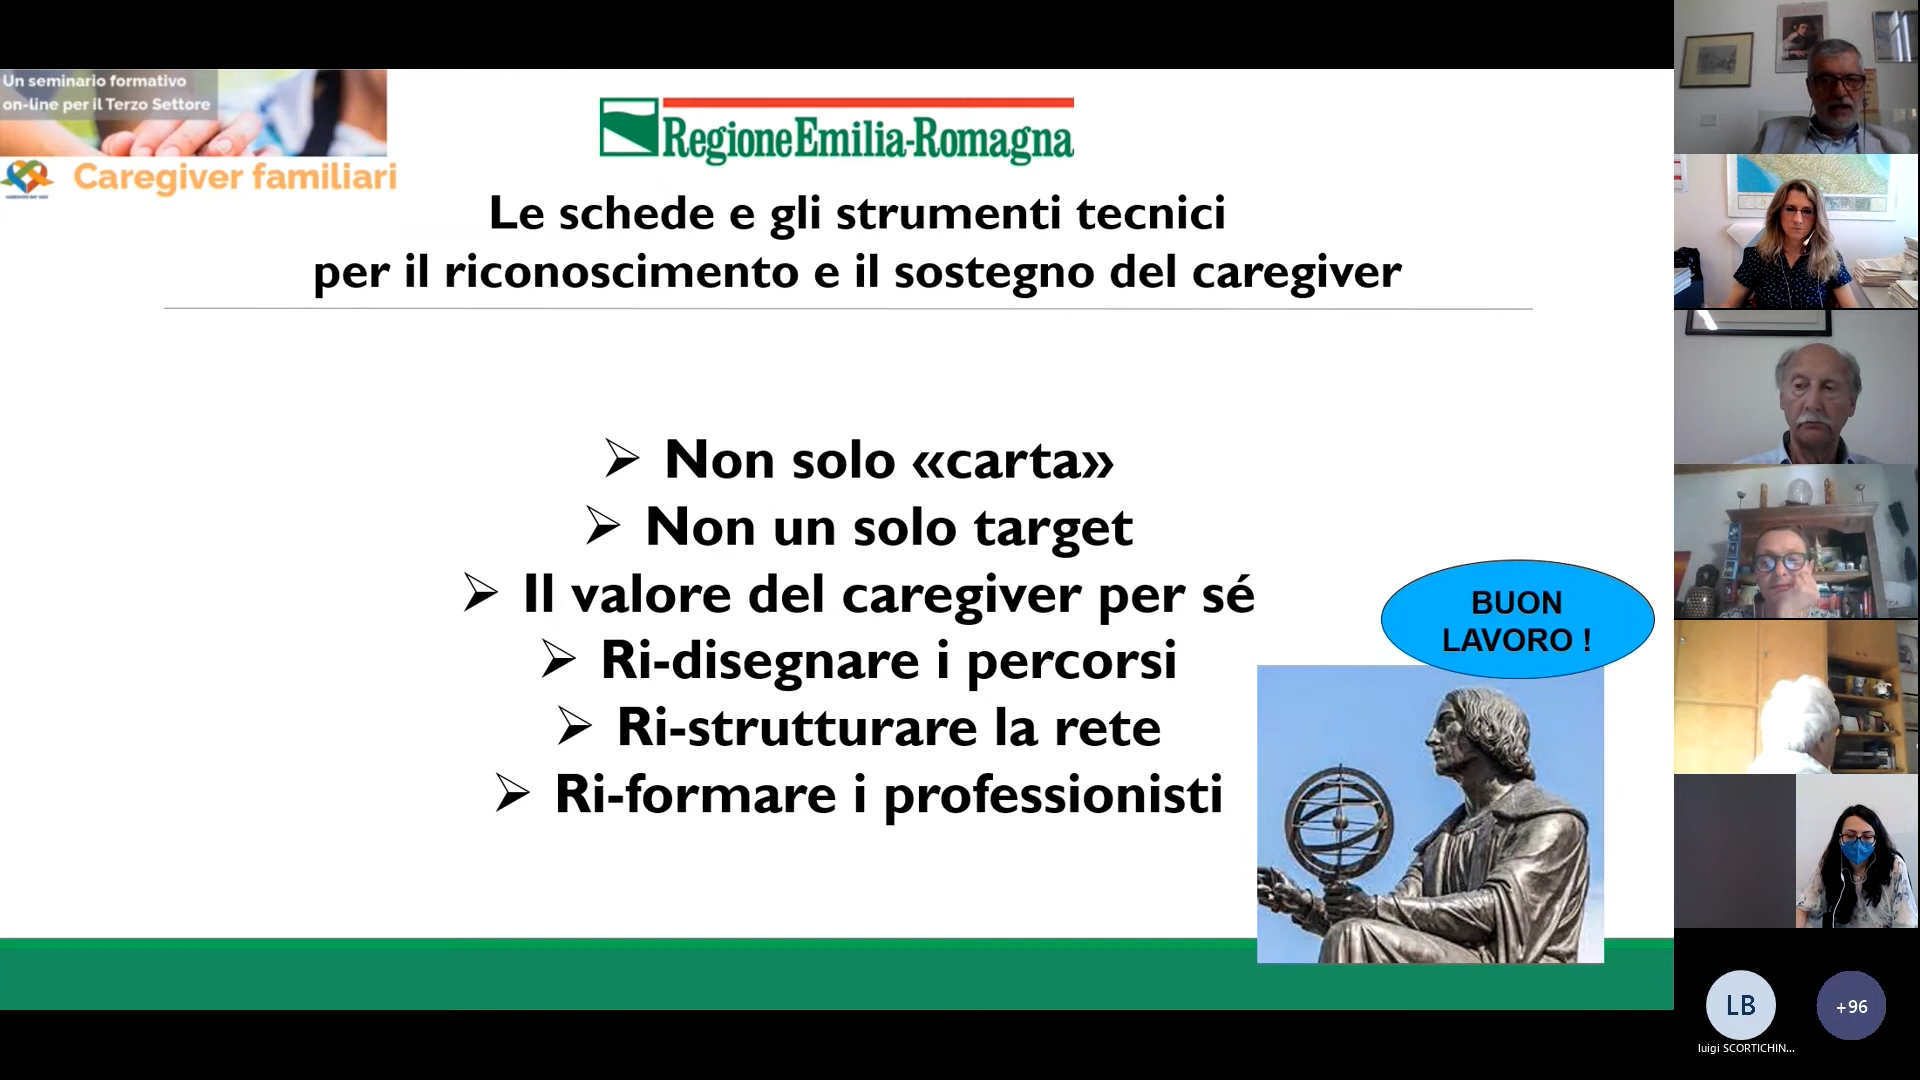 Un seminario formativo
on-line per il Terzo Settore
Caregiver familiari
RegioneEmilia-Romagna
Le schede e gli strumenti tecnici
per il riconoscimento e il sostegno del caregiver
➢ Non solo «carta»
➢ Non un solo target
➢ Il valore del caregiver per sé
➢ Ri-disegnare i percorsi
➢ Ri-strutturare la rete
➢ Ri-formare i professionisti
BUON
LAVORO !
LB
+96
luigi SCORTICHIN...